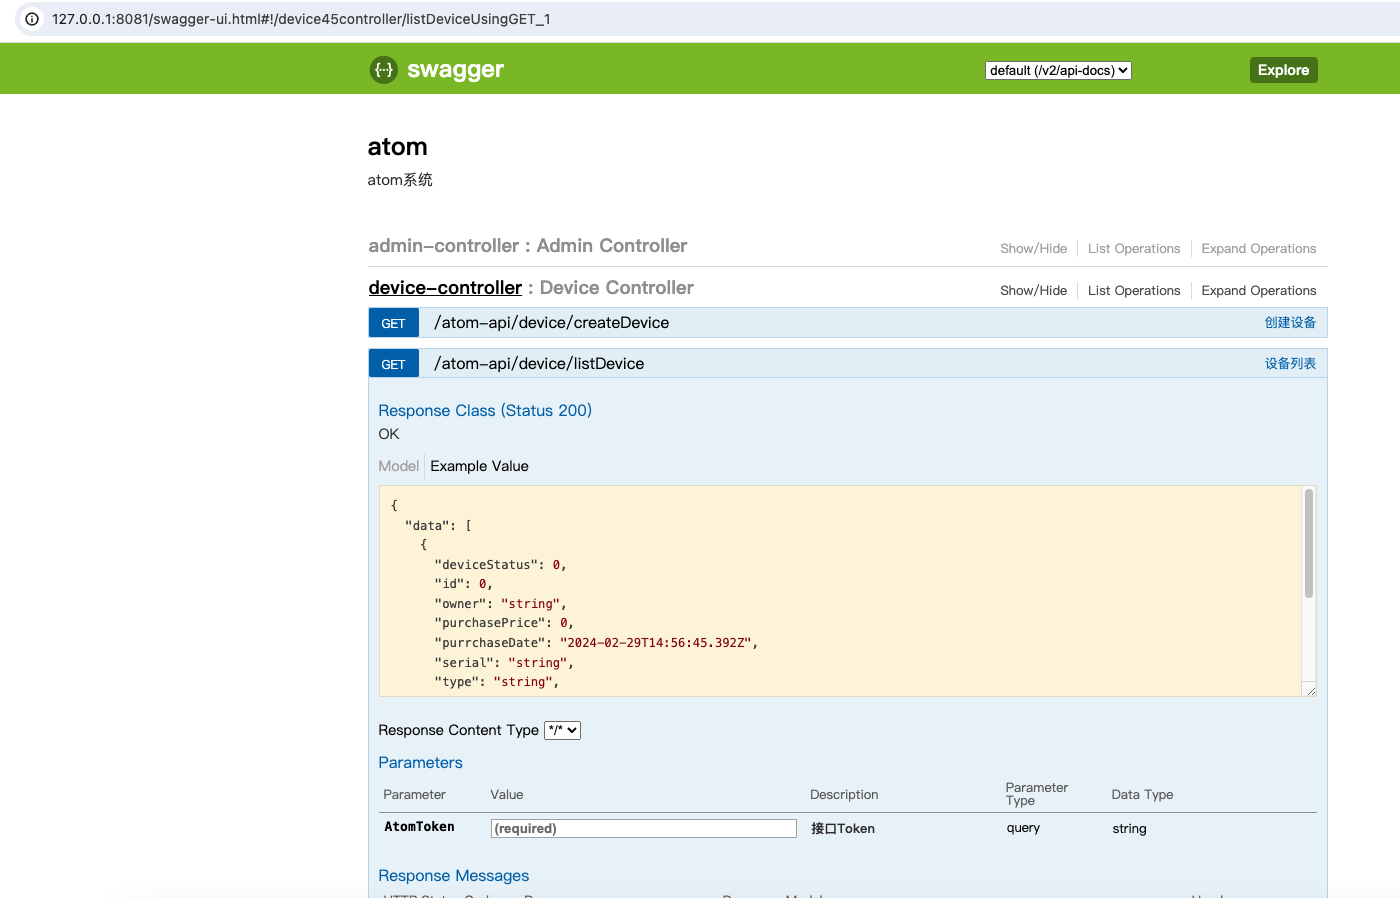 127.0.0.1:8081/swagger-ui.html#!/device45controller/listDeviceUsingGET_1
{··} swagger default (/v2/api-docs) Explore
atom
atom系统
admin-controller : Admin Controller Show/Hide List Operations Expand Operations
device-controller : Device Controller Show/Hide List Operations Expand Operations
GET /atom-api/device/createDevice 创建设备
GET /atom-api/device/listDevice 设备列表
Response Class (Status 200)
OK
Model Example Value
{
"data": [
{
"deviceStatus": 0,
"id": 0,
"owner": "string",
"purchasePrice": 0,
"purrchaseDate": "2024-02-29T14:56:45.392Z",
"serial": "string",
"type": "string",
Response Content Type */*
Parameters
Parameter Value Description Parameter Type Data Type
AtomToken (required) 接口Token query string
Response Messages